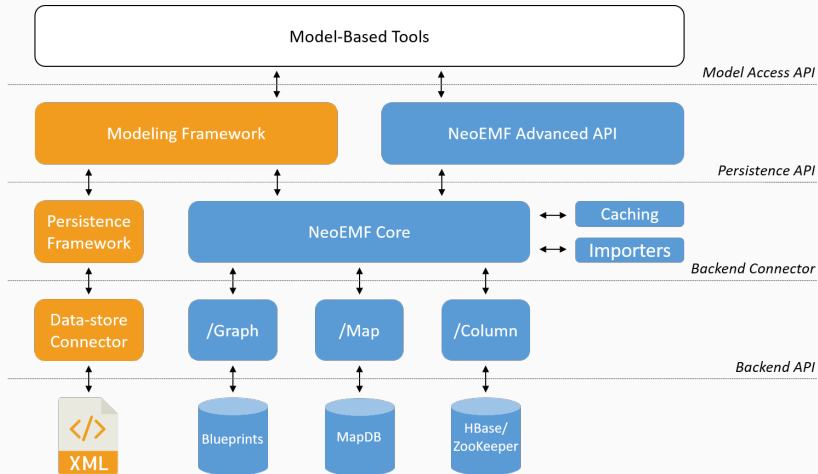 Model-Based Tools
Model Access API
Modeling Framework
NeoEMF Advanced API
Persistence API
Persistence
Framework
NeoEMF Core
Caching
Importers
Backend Connector
Data-store
Connector
/Graph
/Map
/Column
Backend API
</>
XML
Blueprints
MapDB
HBase/
ZooKeeper